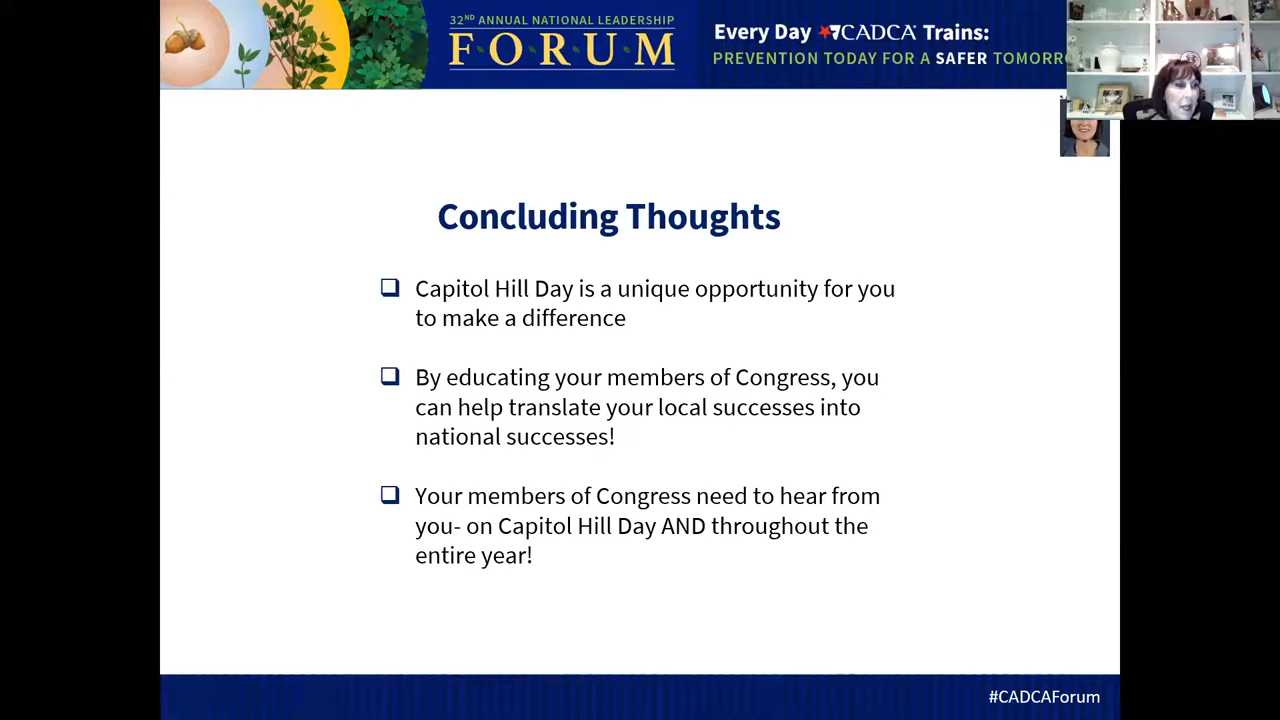 32ND ANNUAL NATIONAL LEADERSHIP
FORUM
Every Day CADCA Trains:
PREVENTION TODAY FOR A SAFER TOMORR
Concluding Thoughts
Capitol Hill Day is a unique opportunity for you
to make a difference
By educating your members of Congress, you
can help translate your local successes into
national successes!
Your members of Congress need to hear from
you- on Capitol Hill Day AND throughout the
entire year!
#CADCAForum